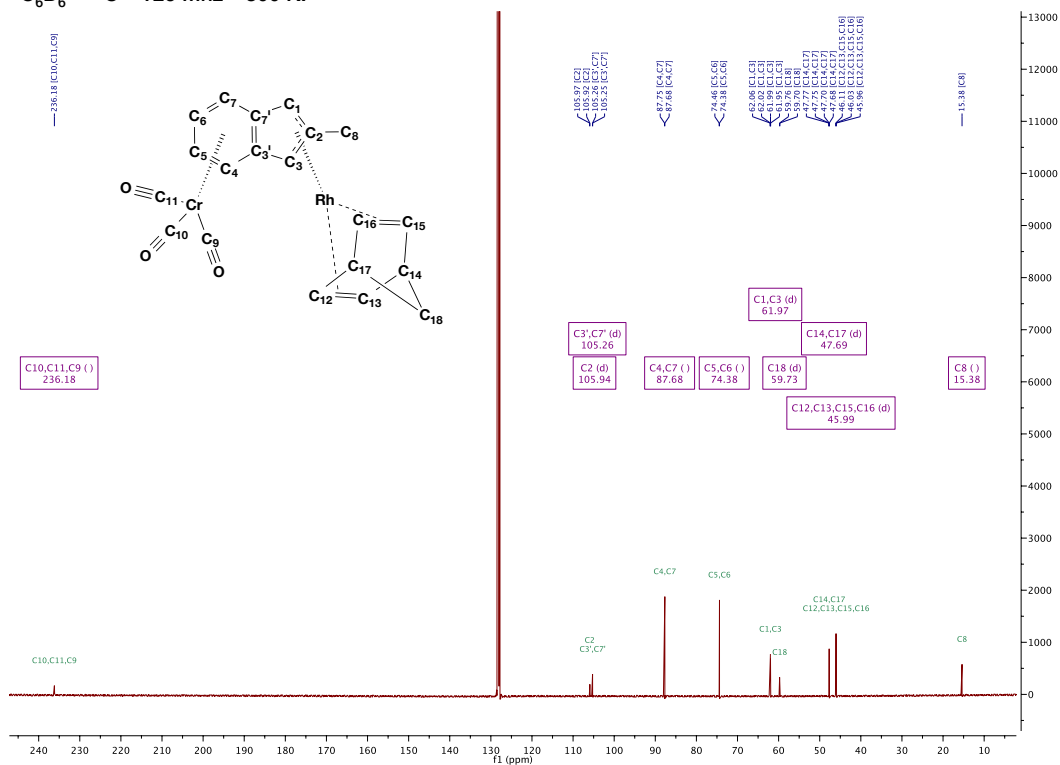 C6D6
236.18 [C10,C11,C9]
105.97 [C2]
105.92 [C2]
105.26 [C3',C7']
105.25 [C3',C7']
87.75 [C4,C7]
87.68 [C4,C7]
74.46 [C5,C6]
74.38 [C5,C6]
62.06 [C1,C3]
62.02 [C1,C3]
61.99 [C1,C3]
61.95 [C1,C3]
59.76 [C18]
59.70 [C18]
47.77 [C14,C17]
47.75 [C14,C17]
47.70 [C14,C17]
47.68 [C14,C17]
46.11 [C12,C13,C15,C16]
46.03 [C12,C13,C15,C16]
45.96 [C12,C13,C15,C16]
15.38 [C8]
C7
C1
C6
C7'
C2
C8
C5
C3'
C4
C3
O
C11
Cr
Rh
C10
C9
O
O
C16
C15
C17
C14
C12
C13
C18
C1,C3 (d)
61.97
C3',C7' (d)
105.26
C14,C17 (d)
47.69
C10,C11,C9 ( )
236.18
C2 (d)
105.94
C4,C7 ( )
87.68
C5,C6 ( )
74.38
C18 (d)
59.73
C8 ( )
15.38
C12,C13,C15,C16 (d)
45.99
C10,C11,C9
C2
C3',C7'
C4,C7
C5,C6
C1,C3
C18
C14,C17
C12,C13,C15,C16
C8
13000
12000
11000
10000
9000
8000
7000
6000
5000
4000
3000
2000
1000
0
240 230 220 210 200 190 180 170 160 150 140 130 120 110 100 90 80 70 60 50 40 30 20 10
f1 (ppm)